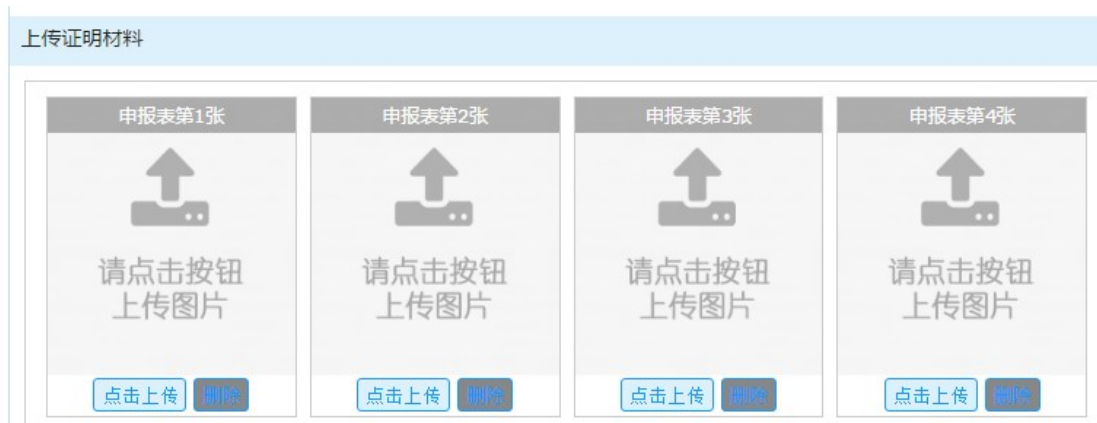 上传证明材料
申报表第1张 申报表第2张 申报表第3张 申报表第4张
请点击按钮 请点击按钮 请点击按钮 请点击按钮
上传图片 上传图片 上传图片 上传图片
点击上传 删除 点击上传 删除 点击上传 删除 点击上传 删除